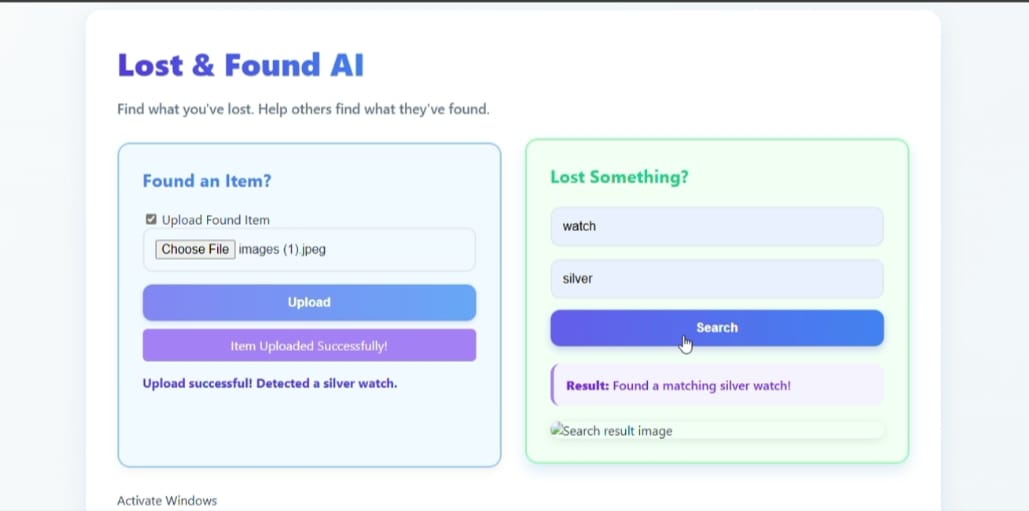 Lost & Found AI
Find what you've lost. Help others find what they've found.
Found an Item?
Upload Found Item
Choose File images (1).jpeg
Upload
Item Uploaded Successfully!
Upload successful! Detected a silver watch.
Lost Something?
watch
silver
Search
Result: Found a matching silver watch!
Search result image
Activate Windows